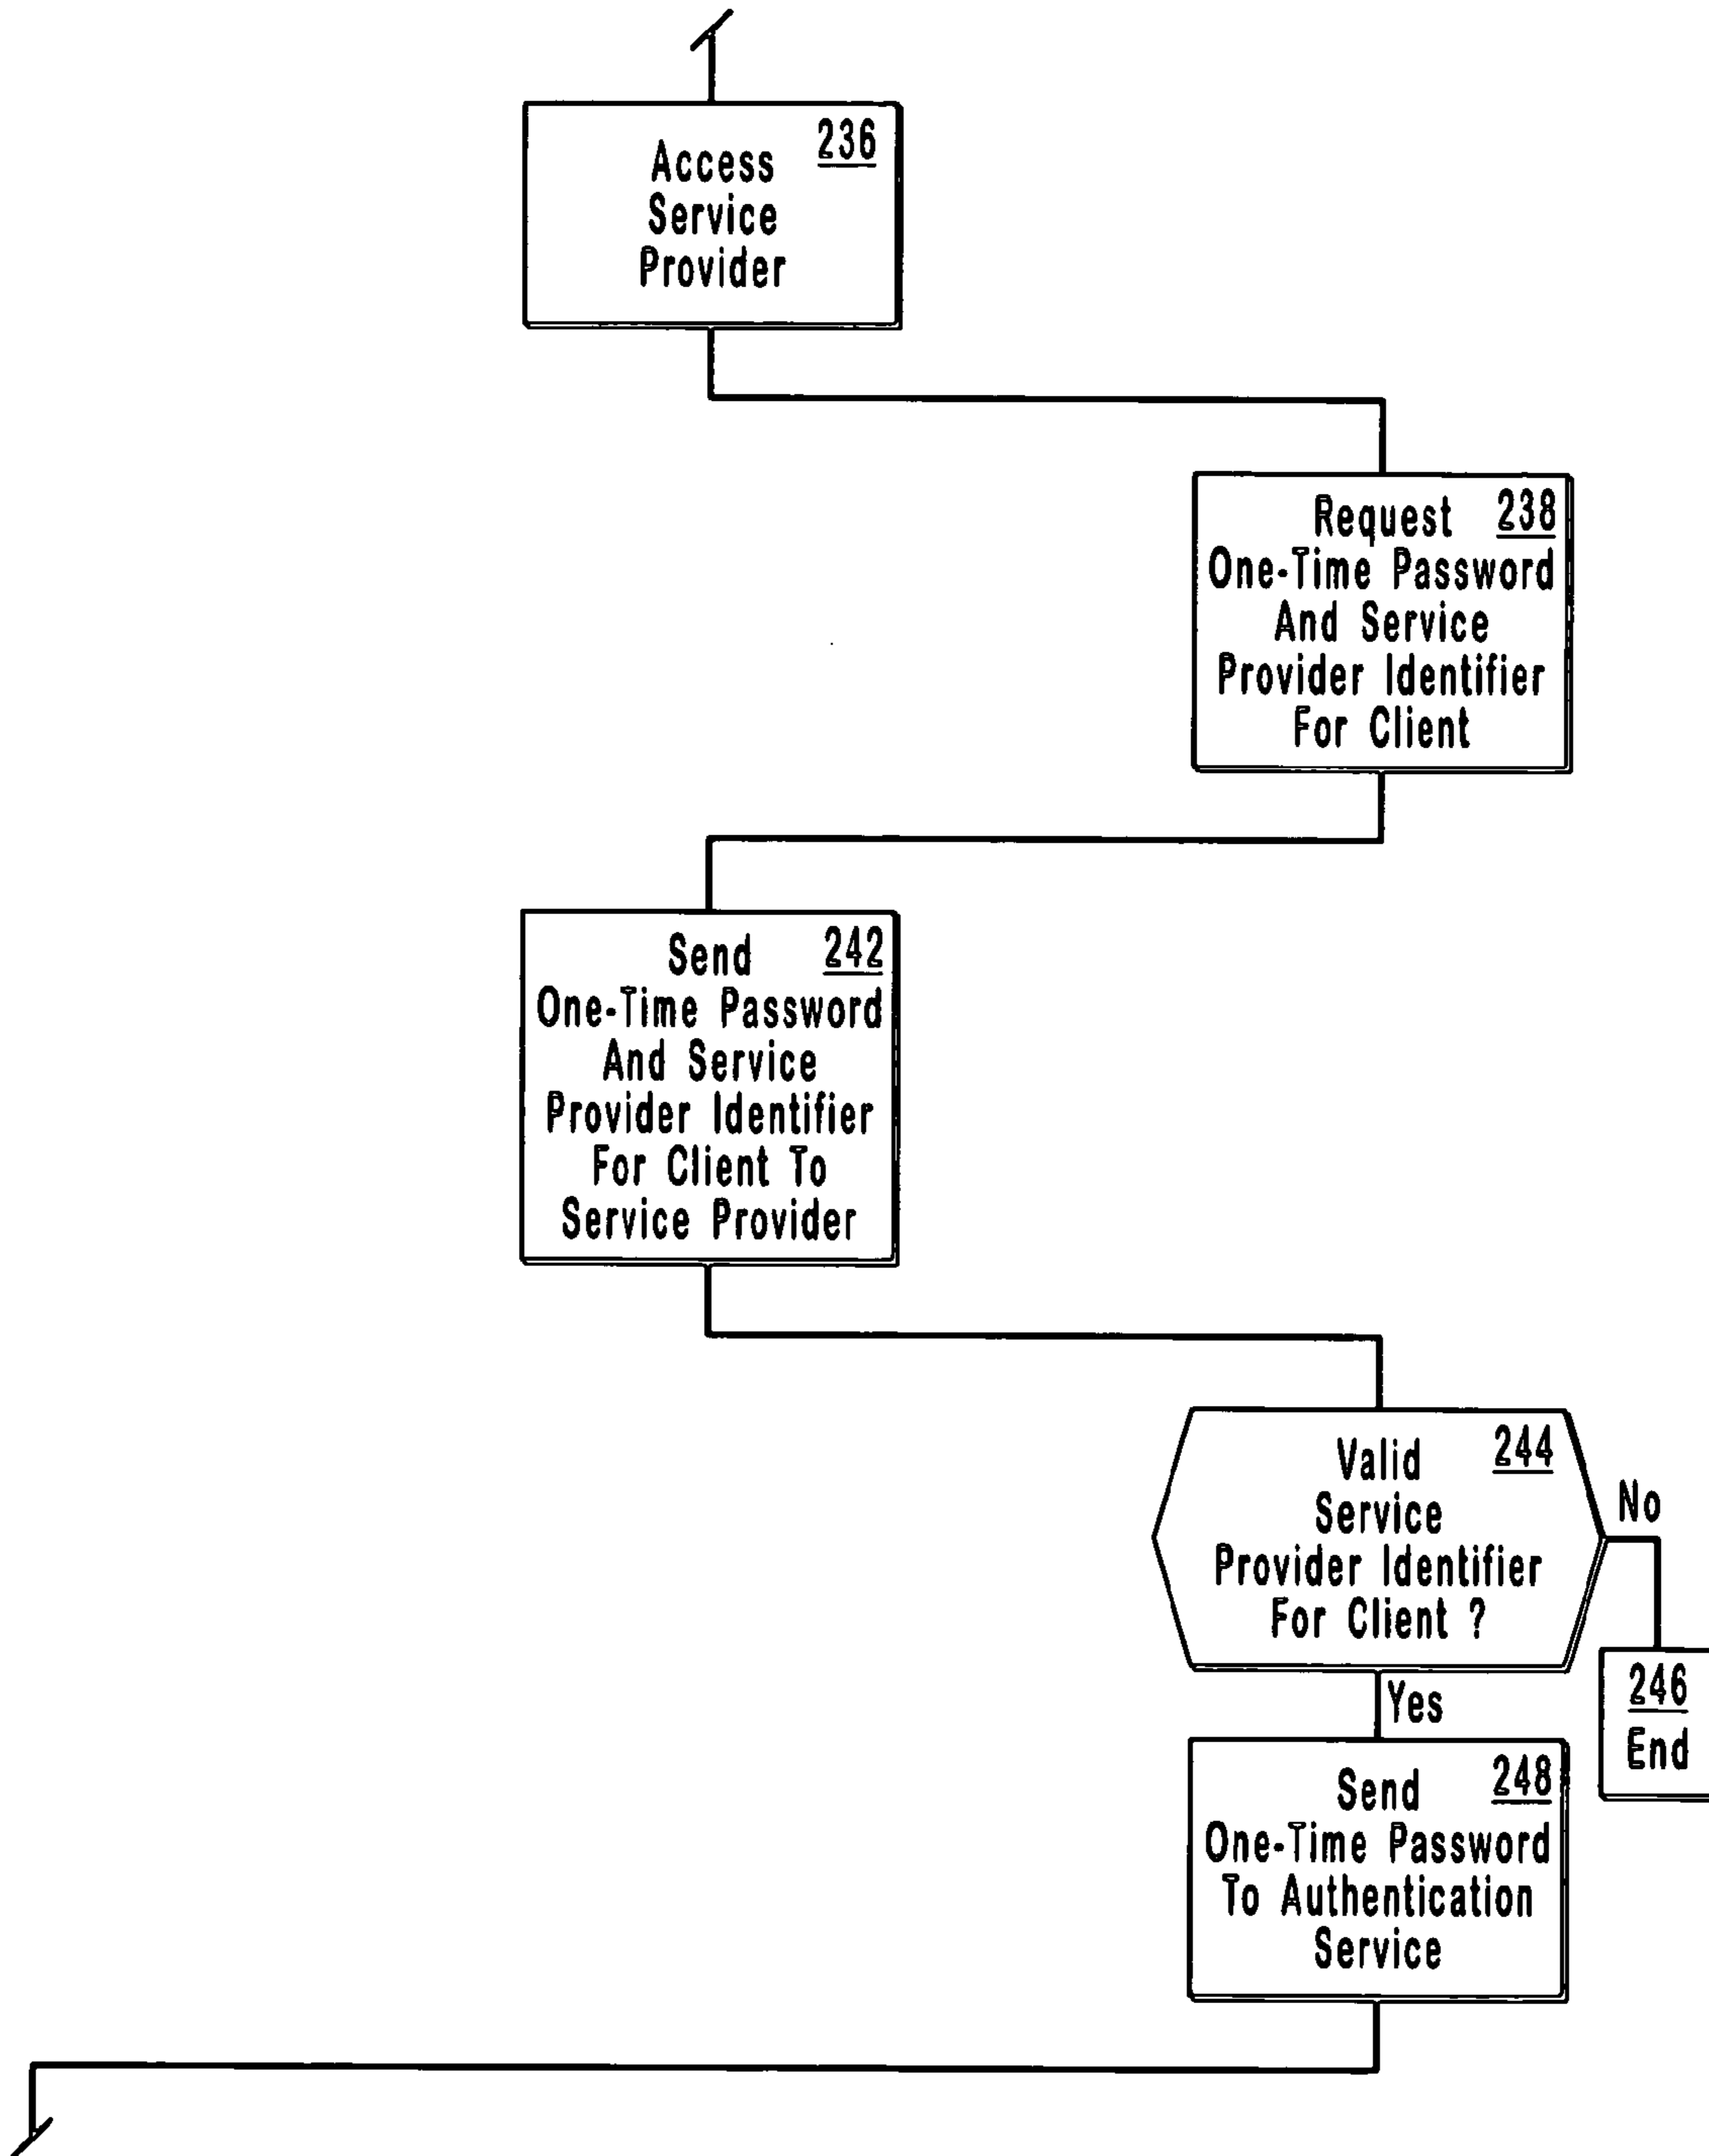 236
Access
Service
Provider
Request 238
One-Time Password
And Service
Provider Identifier
For Client
Send 242
One-Time Password
And Service
Provider Identifier
For Client To
Service Provider
Valid 244
Service
Provider Identifier
For Client ?
No
Yes
246
End
Send 248
One-Time Password
To Authentication
Service